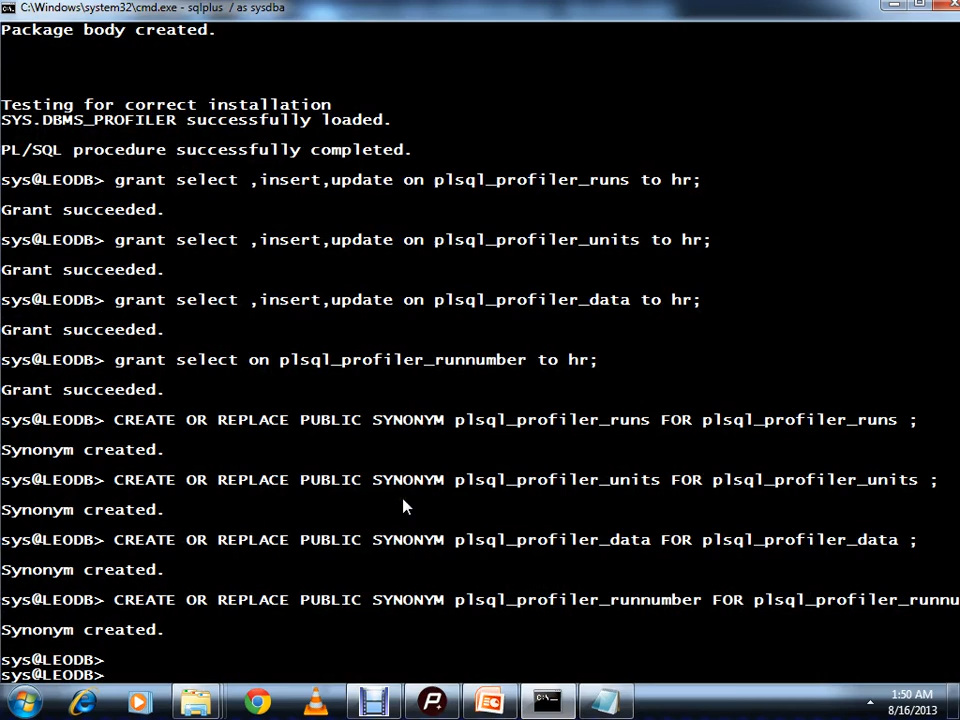 C:\Windows\system32\cmd.exe - sqlplus / as sysdba
Package body created.
Testing for correct installation
SYS.DBMS_PROFILER successfully loaded.
PL/SQL procedure successfully completed.
sys@LEODB> grant select ,insert,update on plsql_profiler_runs to hr;
Grant succeeded.
sys@LEODB> grant select ,insert,update on plsql_profiler_units to hr;
Grant succeeded.
sys@LEODB> grant select ,insert,update on plsql_profiler_data to hr;
Grant succeeded.
sys@LEODB> grant select on plsql_profiler_runnumber to hr;
Grant succeeded.
sys@LEODB> CREATE OR REPLACE PUBLIC SYNONYM plsql_profiler_runs FOR plsql_profiler_runs ;
Synonym created.
sys@LEODB> CREATE OR REPLACE PUBLIC SYNONYM plsql_profiler_units FOR plsql_profiler_units ;
Synonym created.
sys@LEODB> CREATE OR REPLACE PUBLIC SYNONYM plsql_profiler_data FOR plsql_profiler_data ;
Synonym created.
sys@LEODB> CREATE OR REPLACE PUBLIC SYNONYM plsql_profiler_runnumber FOR plsql_profiler_runnu
Synonym created.
sys@LEODB>
sys@LEODB>
1:50 AM
8/16/2013